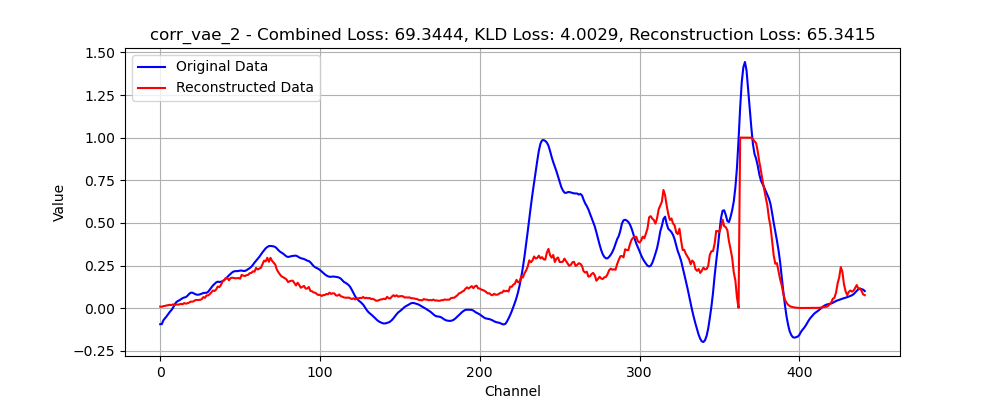 corr_vae_2 - Combined Loss: 69.3444, KLD Loss: 4.0029, Reconstruction Loss: 65.3415
Original Data
Reconstructed Data
1.50
1.25
1.00
0.75
0.50
0.25
0.00
−0.25
Value
0 100 200 300 400
Channel